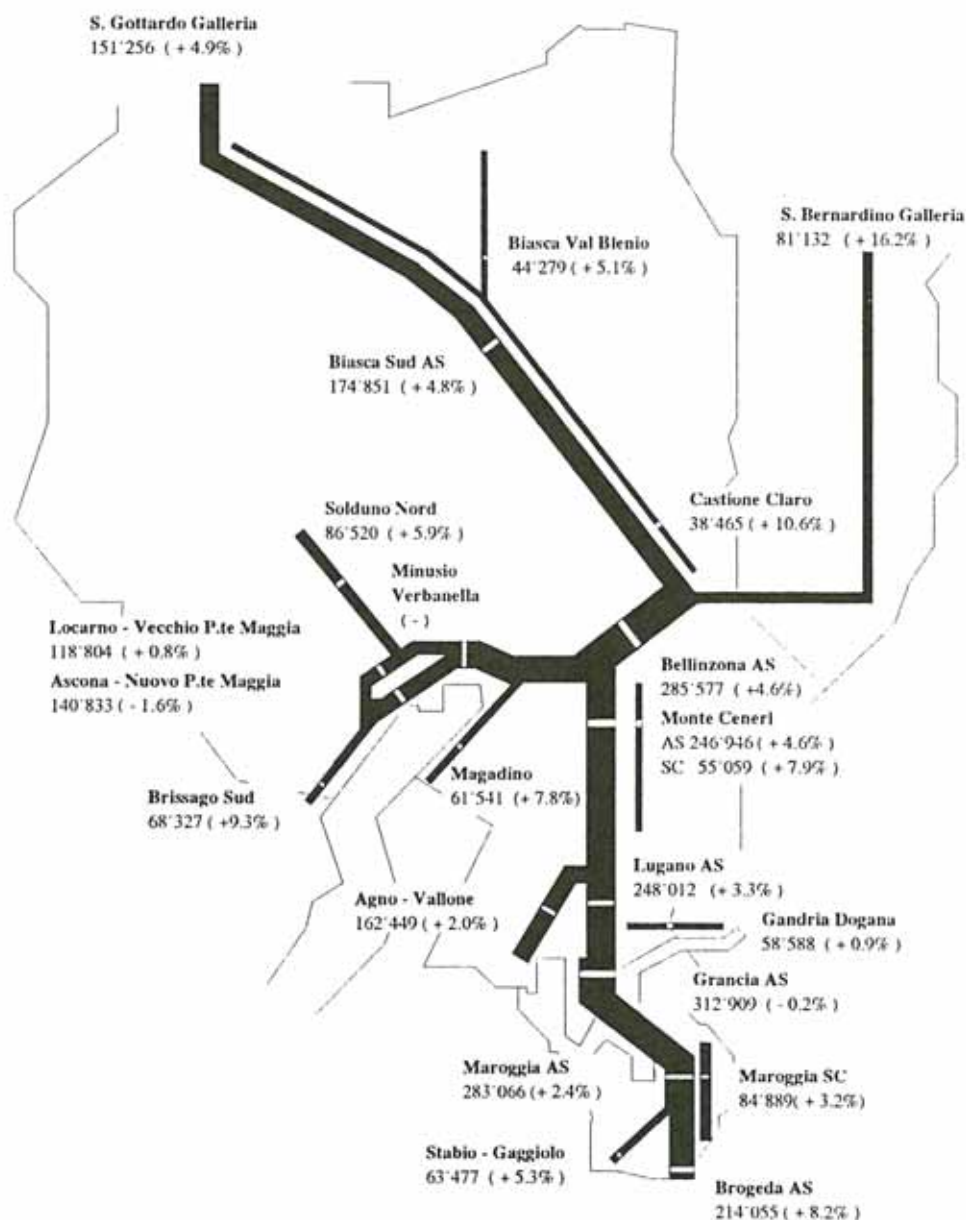 S. Gottardo Galleria
151'256 ( + 4.9% )
S. Bernardino Galleria
81'132 ( + 16.2% )
Biasca Val Blenio
44'279 ( + 5.1% )
Biasca Sud AS
174'851 ( + 4.8% )
Castione Claro
38'465 ( + 10.6% )
Solduno Nord
86'520 ( + 5.9% )
Minusio
Verbanella
( - )
Locarno - Vecchio P.te Maggia
118'804 ( + 0.8% )
Ascona - Nuovo P.te Maggia
140'833 ( - 1.6% )
Bellinzona AS
285'577 ( +4.6% )
Monte Ceneri
AS 246'946 ( + 4.6% )
SC 55'059 ( + 7.9% )
Magadino
61'541 ( + 7.8% )
Brissago Sud
68'327 ( +9.3% )
Lugano AS
248'012 ( + 3.3% )
Agno - Vallone
162'449 ( + 2.0% )
Gandria Dogana
58'588 ( + 0.9% )
Grancia AS
312'909 ( - 0.2% )
Maroggia AS
283'066 ( + 2.4% )
Maroggia SC
84'889( + 3.2%)
Stabio - Gaggiolo
63'477 ( + 5.3% )
Brogeda AS
214'055 ( + 8.2% )